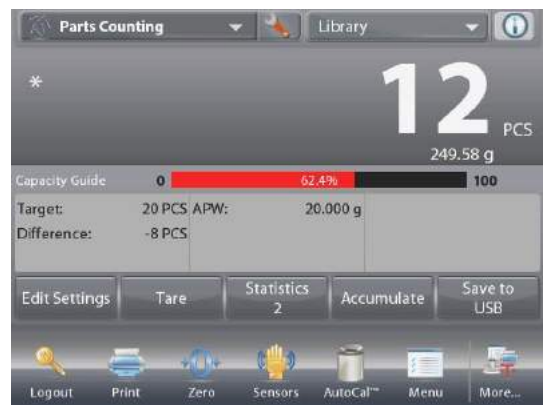 Parts Counting Library
*
12 PCS
249.58 g
Capacity Guide 0 62.4% 100
Target: 20 PCS APW: 20.000 g
Difference: -8 PCS
Edit Settings Tare Statistics 2 Accumulate Save to USB
Logout Print Zero Sensors AutoCal™ Menu More...